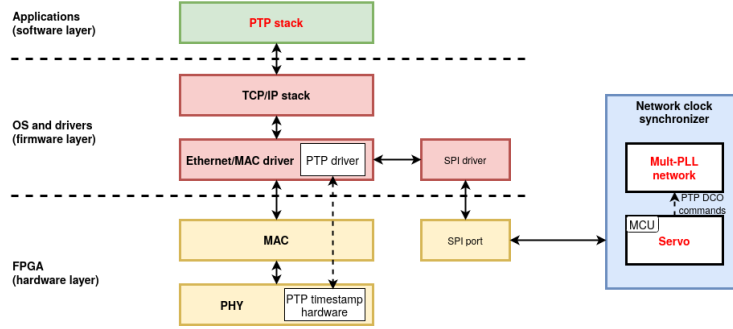 Applications
(software layer)
PTP stack
TCP/IP stack
OS and drivers
(firmware layer)
Ethernet/MAC driver
PTP driver
SPI driver
Network clock
synchronizer
Mult-PLL
network
PTP DCO
commands
MCU
Servo
MAC
SPI port
FPGA
(hardware layer)
PHY
PTP timestamp
hardware